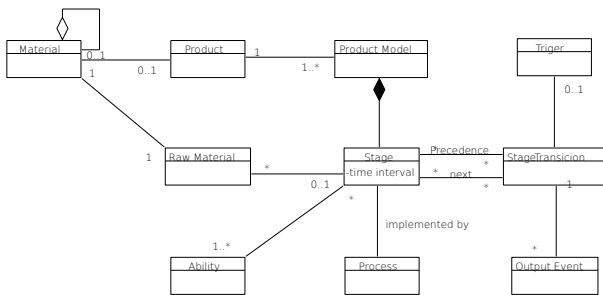 Material
Product
Product Model
Triger
0..1
1
0..1
1
1..*
0..1
Precedence
*
*
1
Raw Material
*
Stage
-time interval
StageTransicion
*
next
*
0..1
*
1
implemented by
1..*
*
Ability
Process
Output Event